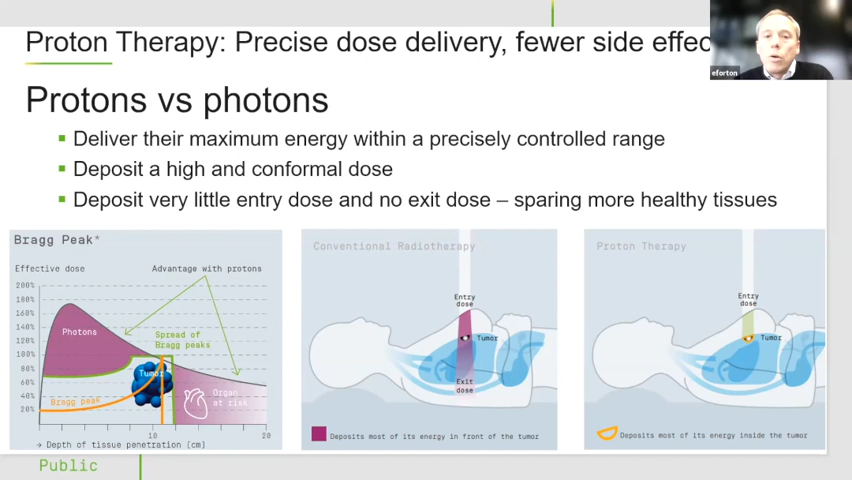 Proton Therapy: Precise dose delivery, fewer side
eforton
Protons vs photons
Deliver their maximum energy within a precisely controlled range
Deposit a high and conformal dose
Deposit very little entry dose and no exit dose – sparing more healthy tissues
Bragg Peak*
Effective dose
Advantage with protons
200%
180%
160%
140%
120%
100%
80%
60%
40%
20%
Photons
Spread of
Bragg peaks
Tumor
Bragg peak
Organ
at risk
10
20
→ Depth of tissue penetration [cm]
Conventional Radiotherapy
Entry
dose
Tumor
Exit
dose
Deposits most of its energy in front of the tumor
Proton Therapy
Entry
dose
Tumor
Deposits most of its energy inside the tumor
Public